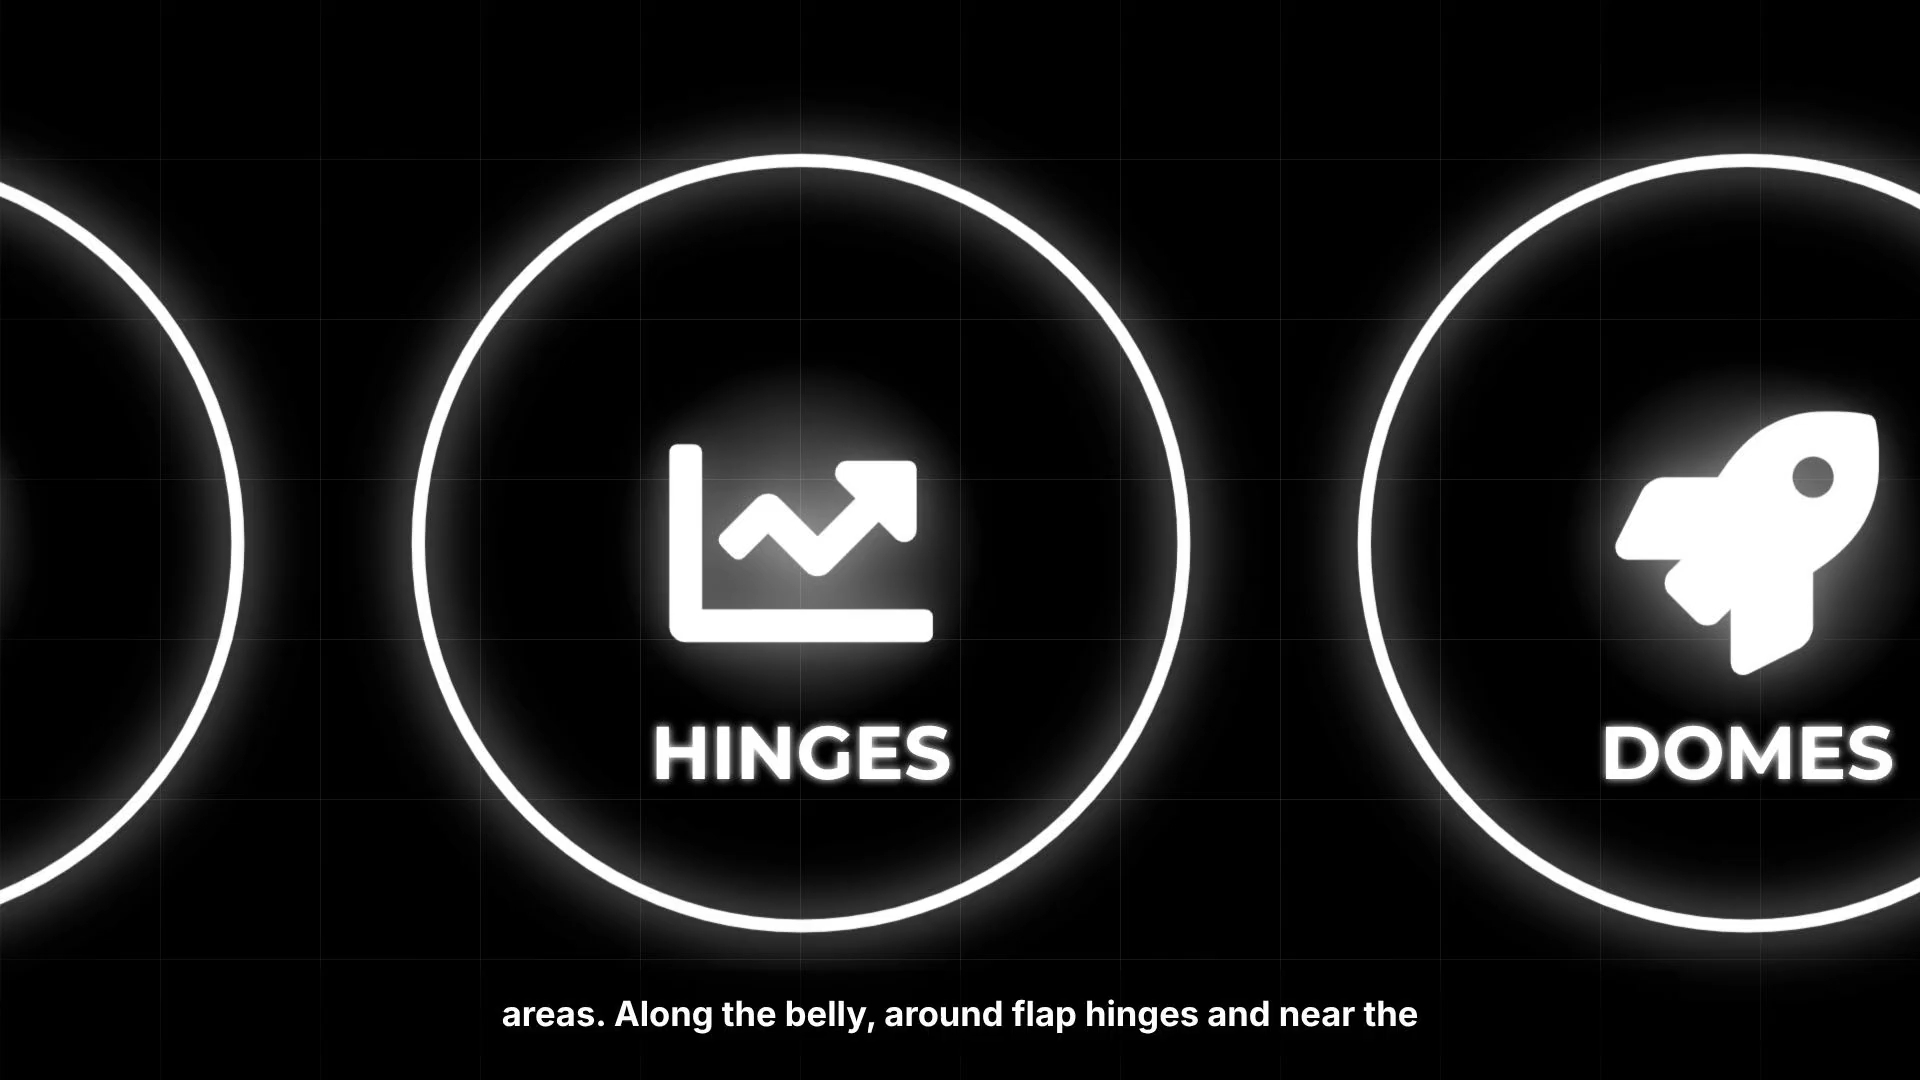 HINGES
DOMES
areas. Along the belly, around flap hinges and near the